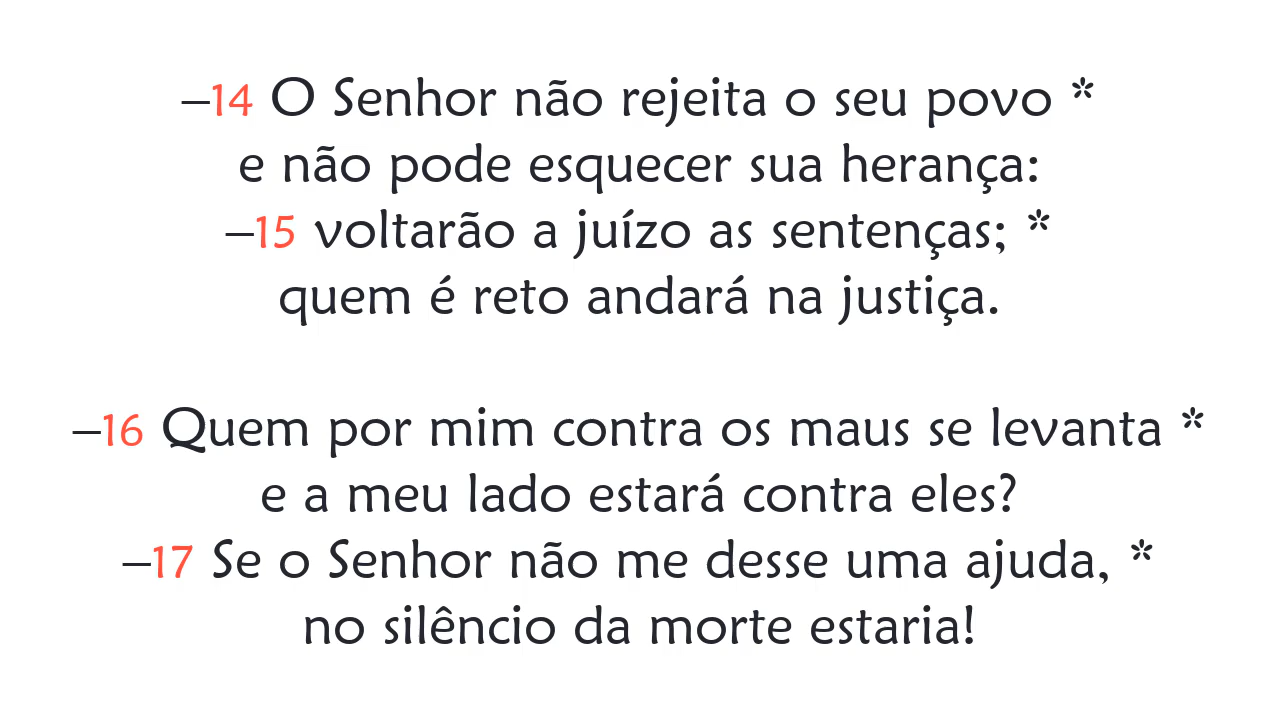 –14 O Senhor não rejeita o seu povo *
e não pode esquecer sua herança:
–15 voltarão a juízo as sentenças; *
quem é reto andará na justiça.
–16 Quem por mim contra os maus se levanta *
e a meu lado estará contra eles?
–17 Se o Senhor não me desse uma ajuda, *
no silêncio da morte estaria!